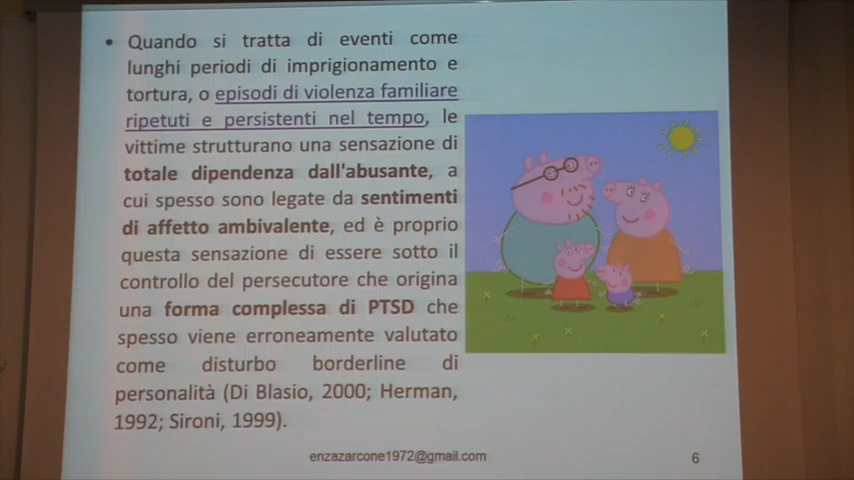 • Quando si tratta di eventi come
lunghi periodi di imprigionamento e
tortura, o episodi di violenza familiare
ripetuti e persistenti nel tempo, le
vittime strutturano una sensazione di
totale dipendenza dall'abusante, a
cui spesso sono legate da sentimenti
di affetto ambivalente, ed è proprio
questa sensazione di essere sotto il
controllo del persecutore che origina
una forma complessa di PTSD che
spesso viene erroneamente valutato
come disturbo borderline di
personalità (Di Blasio, 2000; Herman,
1992; Sironi, 1999).
enzazarcone1972@gmail.com
6